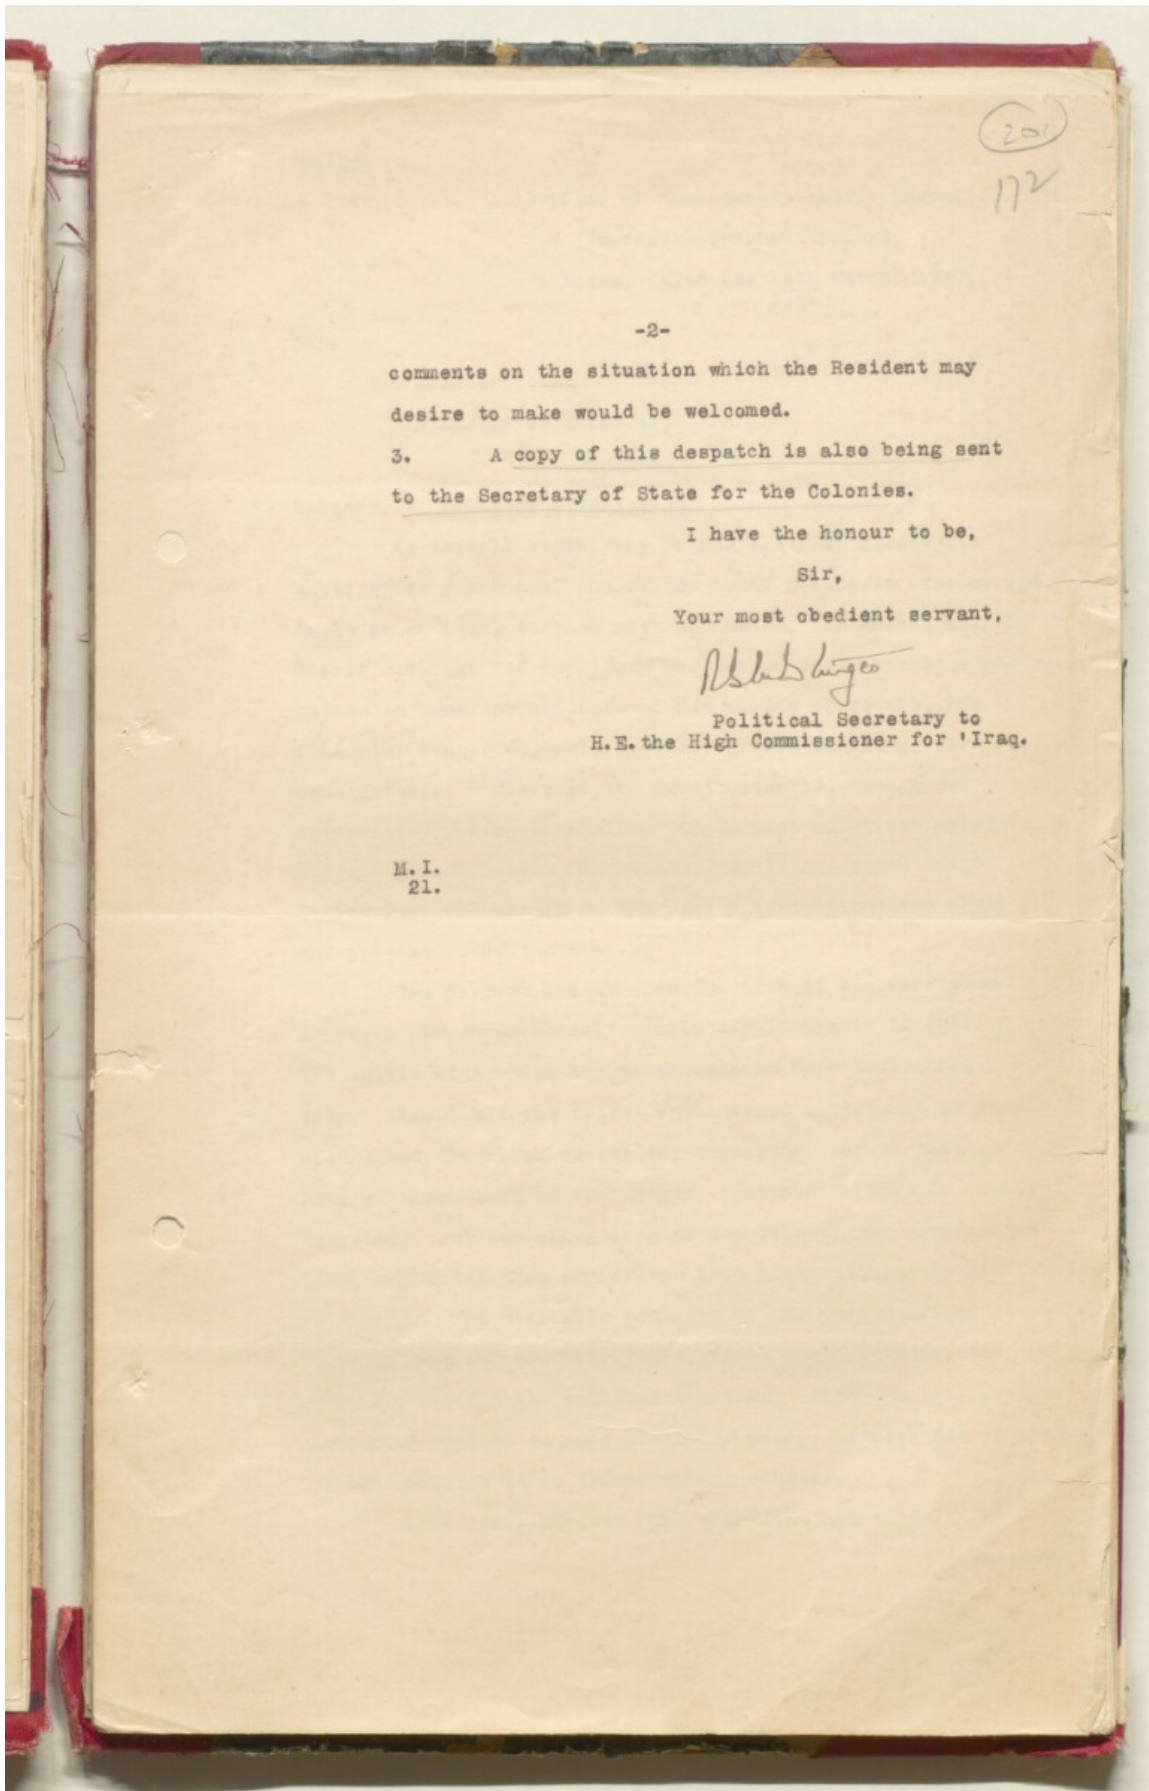 201
172
-2-
comments on the situation which the Resident may
desire to make would be welcomed.
3. A copy of this despatch is also being sent
to the Secretary of State for the Colonies.
I have the honour to be,
Sir,
Your most obedient servant,
Political Secretary to
H.E. the High Commissioner for 'Iraq.
M.I.
21.